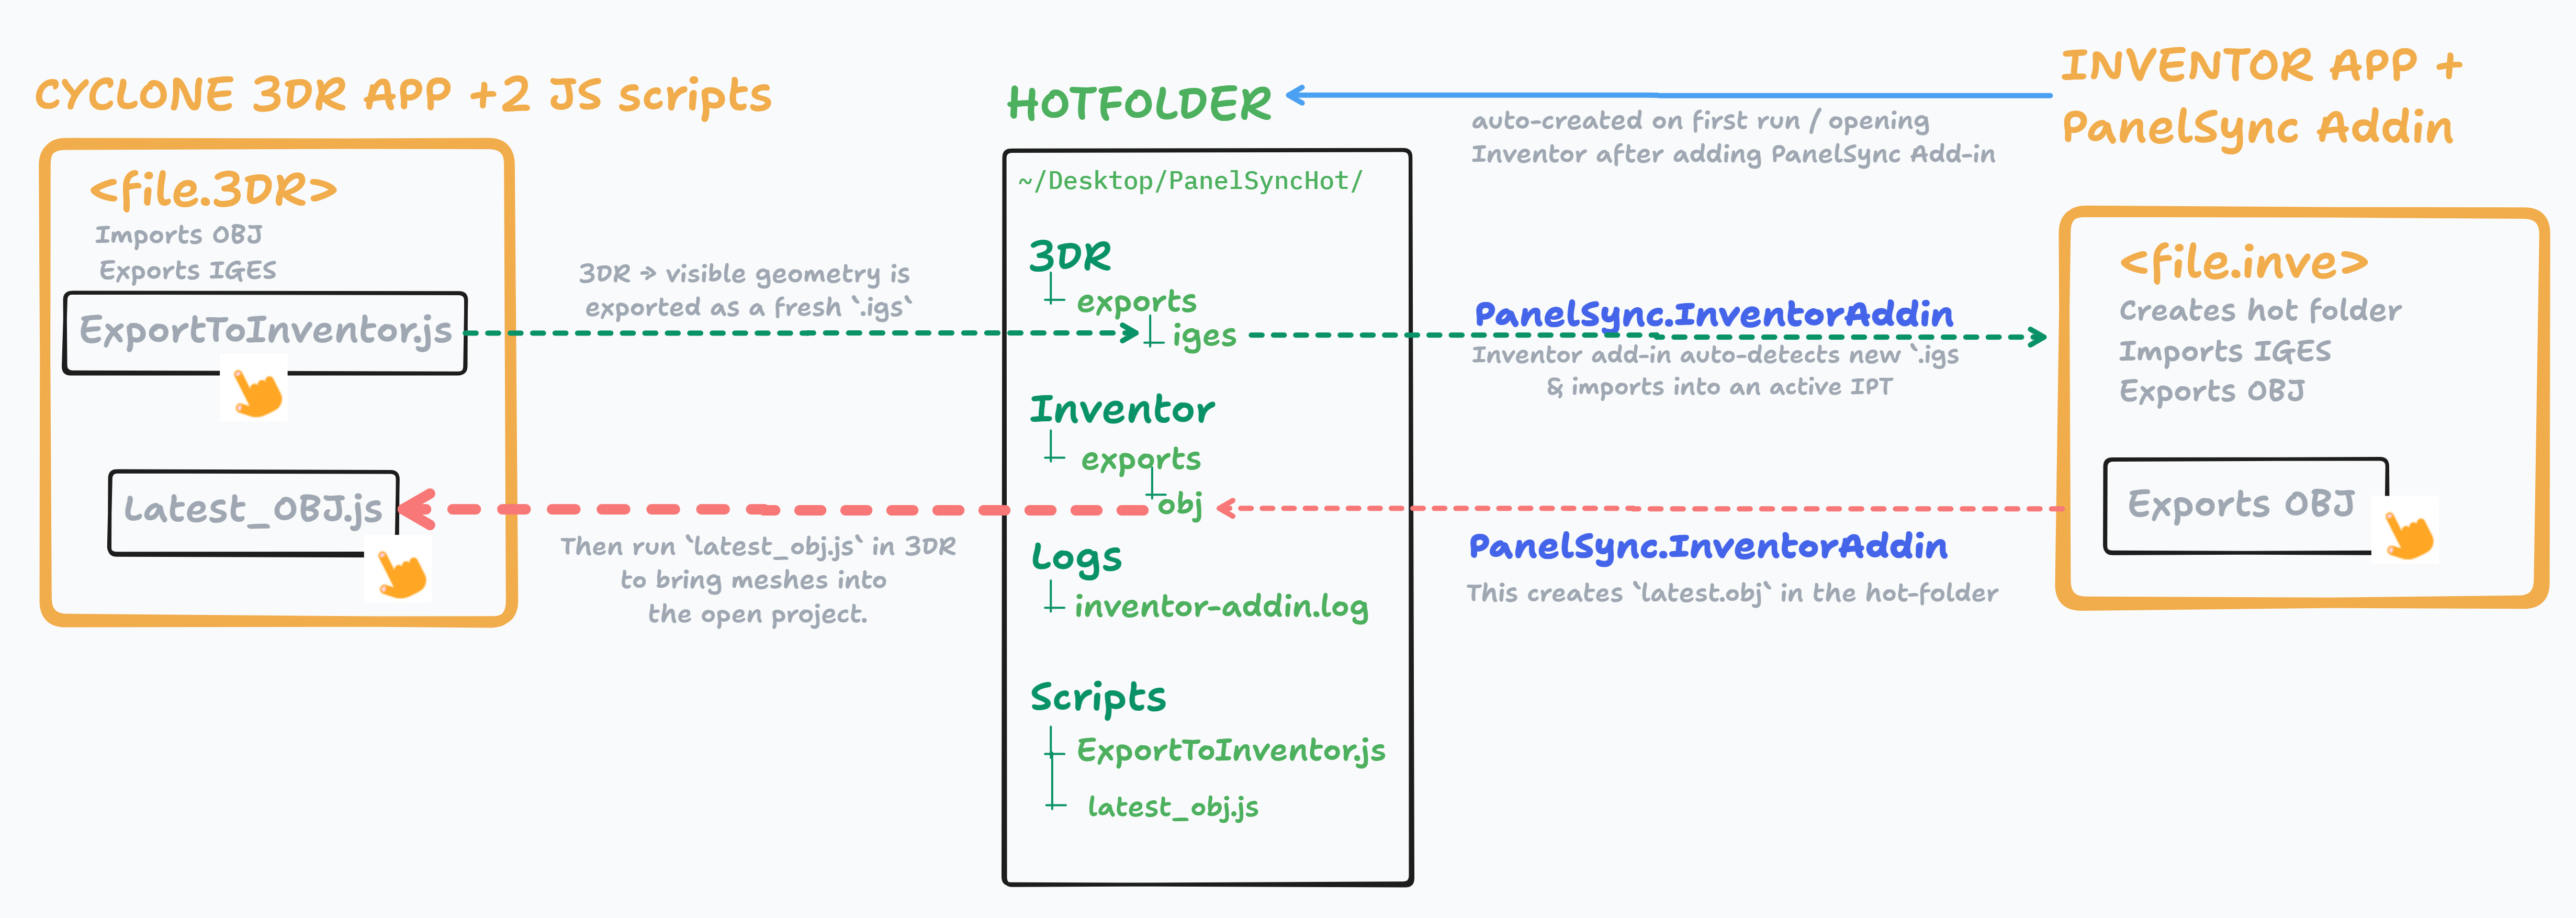 CYCLONE 3DR APP +2 JS scripts
<file.3DR>
Imports OBJ
Exports IGES
ExportToInventor.js
Latest_OBJ.js
3DR → visible geometry is
exported as a fresh `.igs`
Then run `latest_obj.js` in 3DR
to bring meshes into
the open project.
HOTFOLDER
~/Desktop/PanelSyncHot/
3DR
exports
iges
Inventor
exports
obj
Logs
inventor-addin.log
Scripts
ExportToInventor.js
latest_obj.js
auto-created on first run / opening
Inventor after adding PanelSync Add-in
PanelSync.InventorAddin
Inventor add-in auto-detects new `.igs
& imports into an active IPT
PanelSync.InventorAddin
This creates `latest.obj` in the hot-folder
INVENTOR APP +
PanelSync Addin
<file.inve>
Creates hot folder
Imports IGES
Exports OBJ
Exports OBJ